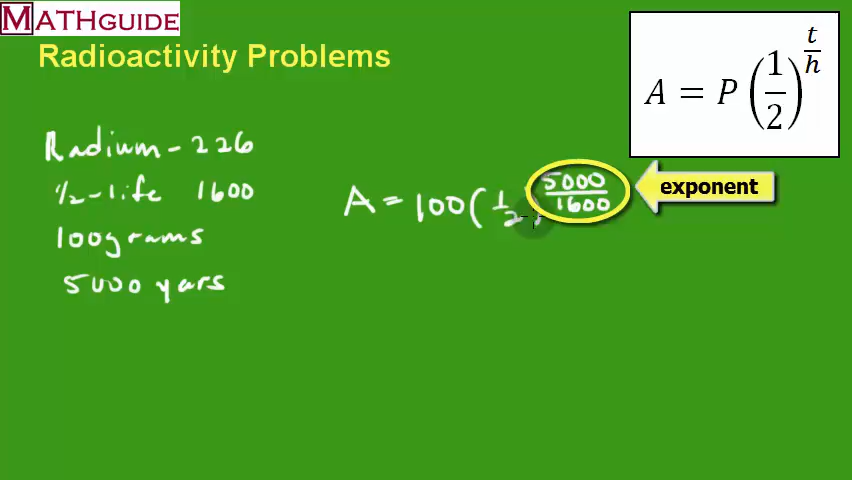 MATHGUIDE
Radioactivity Problems
A = P(1/2)^(t/h)
Radium - 226
½-life 1600
100grams
5000 yars
A = 100(1/2)^(5000/1600)
exponent